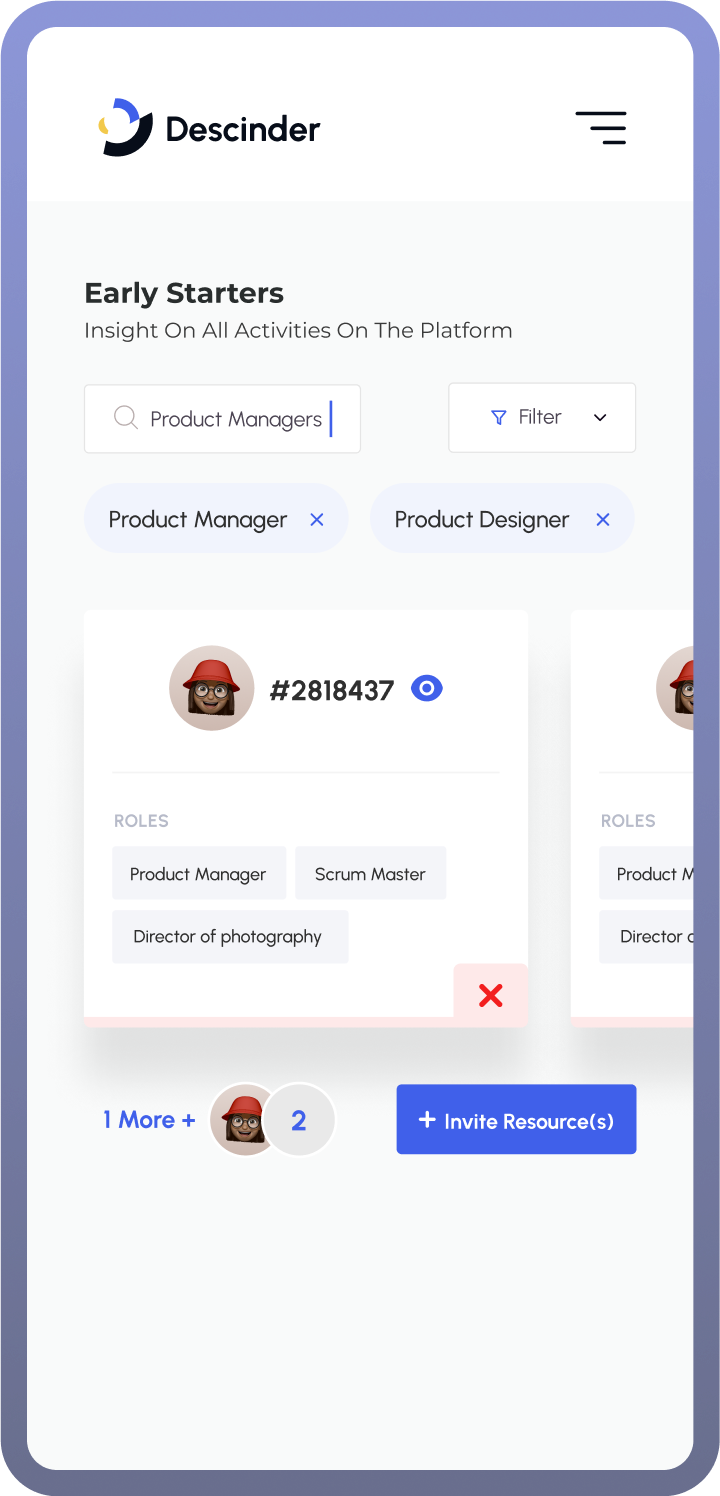 Descinder
Early Starters
Insight On All Activities On The Platform
Product Managers
Filter
Product Manager
Product Designer
#2818437
ROLES
Product Manager
Scrum Master
Director of photography
ROLES
Product M
Director
1 More +
2
+ Invite Resource(s)